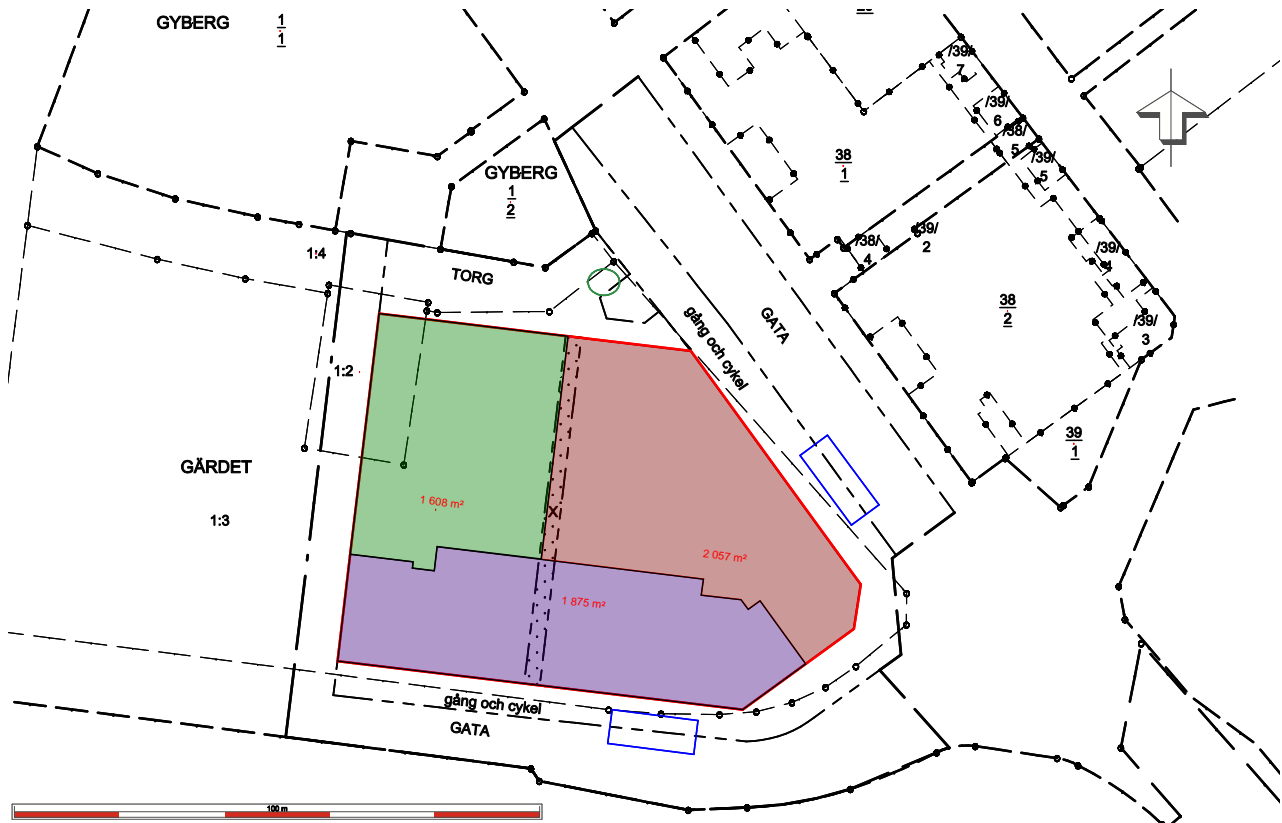 GYBERG
1
1
GYBERG
1
2
/39/
7
/39/
6
/38/
5
/39/
5
38
1
/39/
2
/38/
4
/39/
4
/39/
3
38
2
39
1
1:4
TORG
GATA
gång och cykel
1:2
GÄRDET
1:3
1 608 m²
X
2 057 m²
1 875 m²
gång och cykel
GATA
100 m